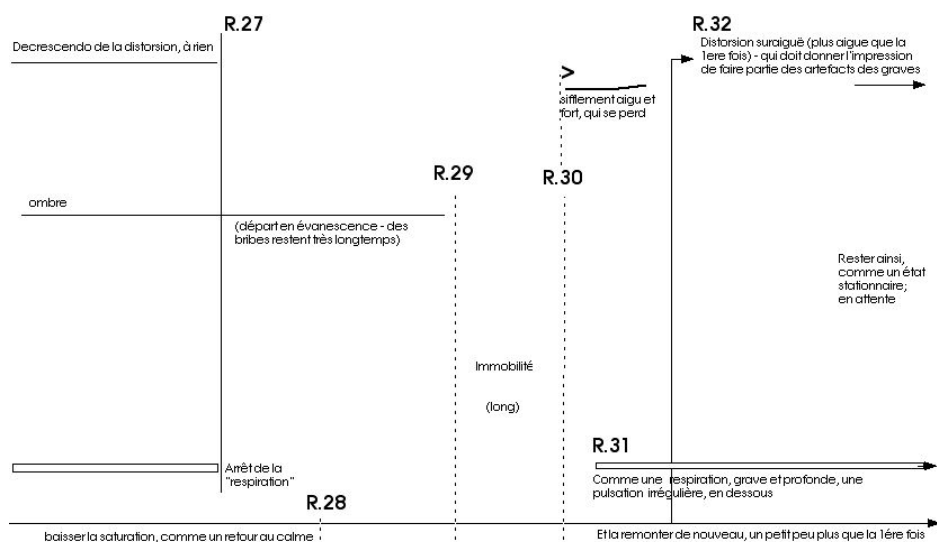 R.27
Decrescendo de la distorsion, à rien
R.32
Distorsion suraiguë (plus aigue que la
1ere fois) - qui doit donner l'impression
de faire partie des artefacts des graves
>
sifflement aigu et
fort, qui se perd
R.29
R.30
ombre
(départ en évanescence - des
bribes restent très longtemps)
Rester ainsi,
comme un état
stationnaire;
en attente
Immobilité
(long)
R.31
Arrêt de la
"respiration"
Comme une respiration, grave et profonde, une
pulsation irrégulière, en dessous
R.28
baisser la saturation, comme un retour au calme
Et la remonter de nouveau, un petit peu plus que la 1ére fois